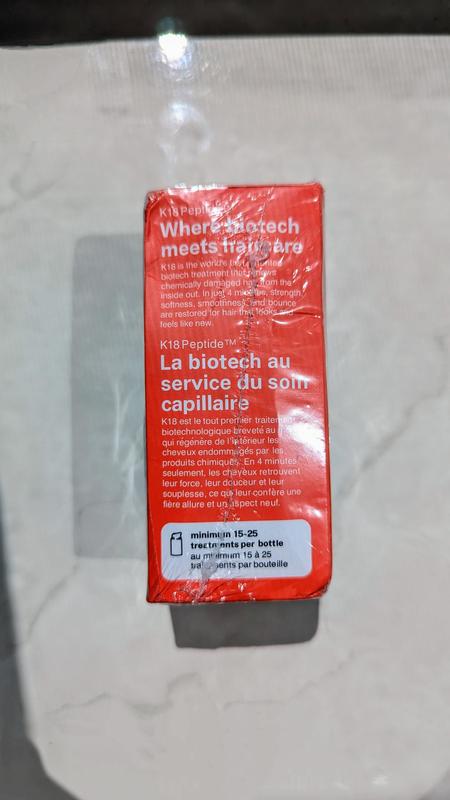 K18Peptide™
Where biotech
meets haircare
K18 is the world's first patented
biotech treatment that renews
chemically damaged hair from the
inside out. In just 4 minutes, strength,
softness, smoothness, and bounce
are restored for hair that looks and
feels like new.
K18Peptide™
La biotech au
service du soin
capillaire
K18 est le tout premier traitement
biotechnologique breveté au
qui régénère de l'intérieur les
cheveux endommagés par les
produits chimiques. En 4 minutes
seulement, les cheveux retrouvent
leur force, leur douceur et leur
souplesse, ce qui leur confère une
fière allure et un aspect neuf.
minimum 15-25
treatments per bottle
au minimum 15 à 25
traitements par bouteille